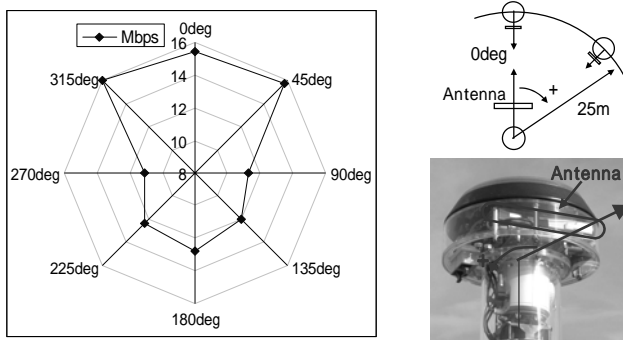 Mbps
0deg
16
14
12
10
8
45deg
90deg
135deg
180deg
225deg
270deg
315deg
0deg
Antenna
+
25m
Antenna